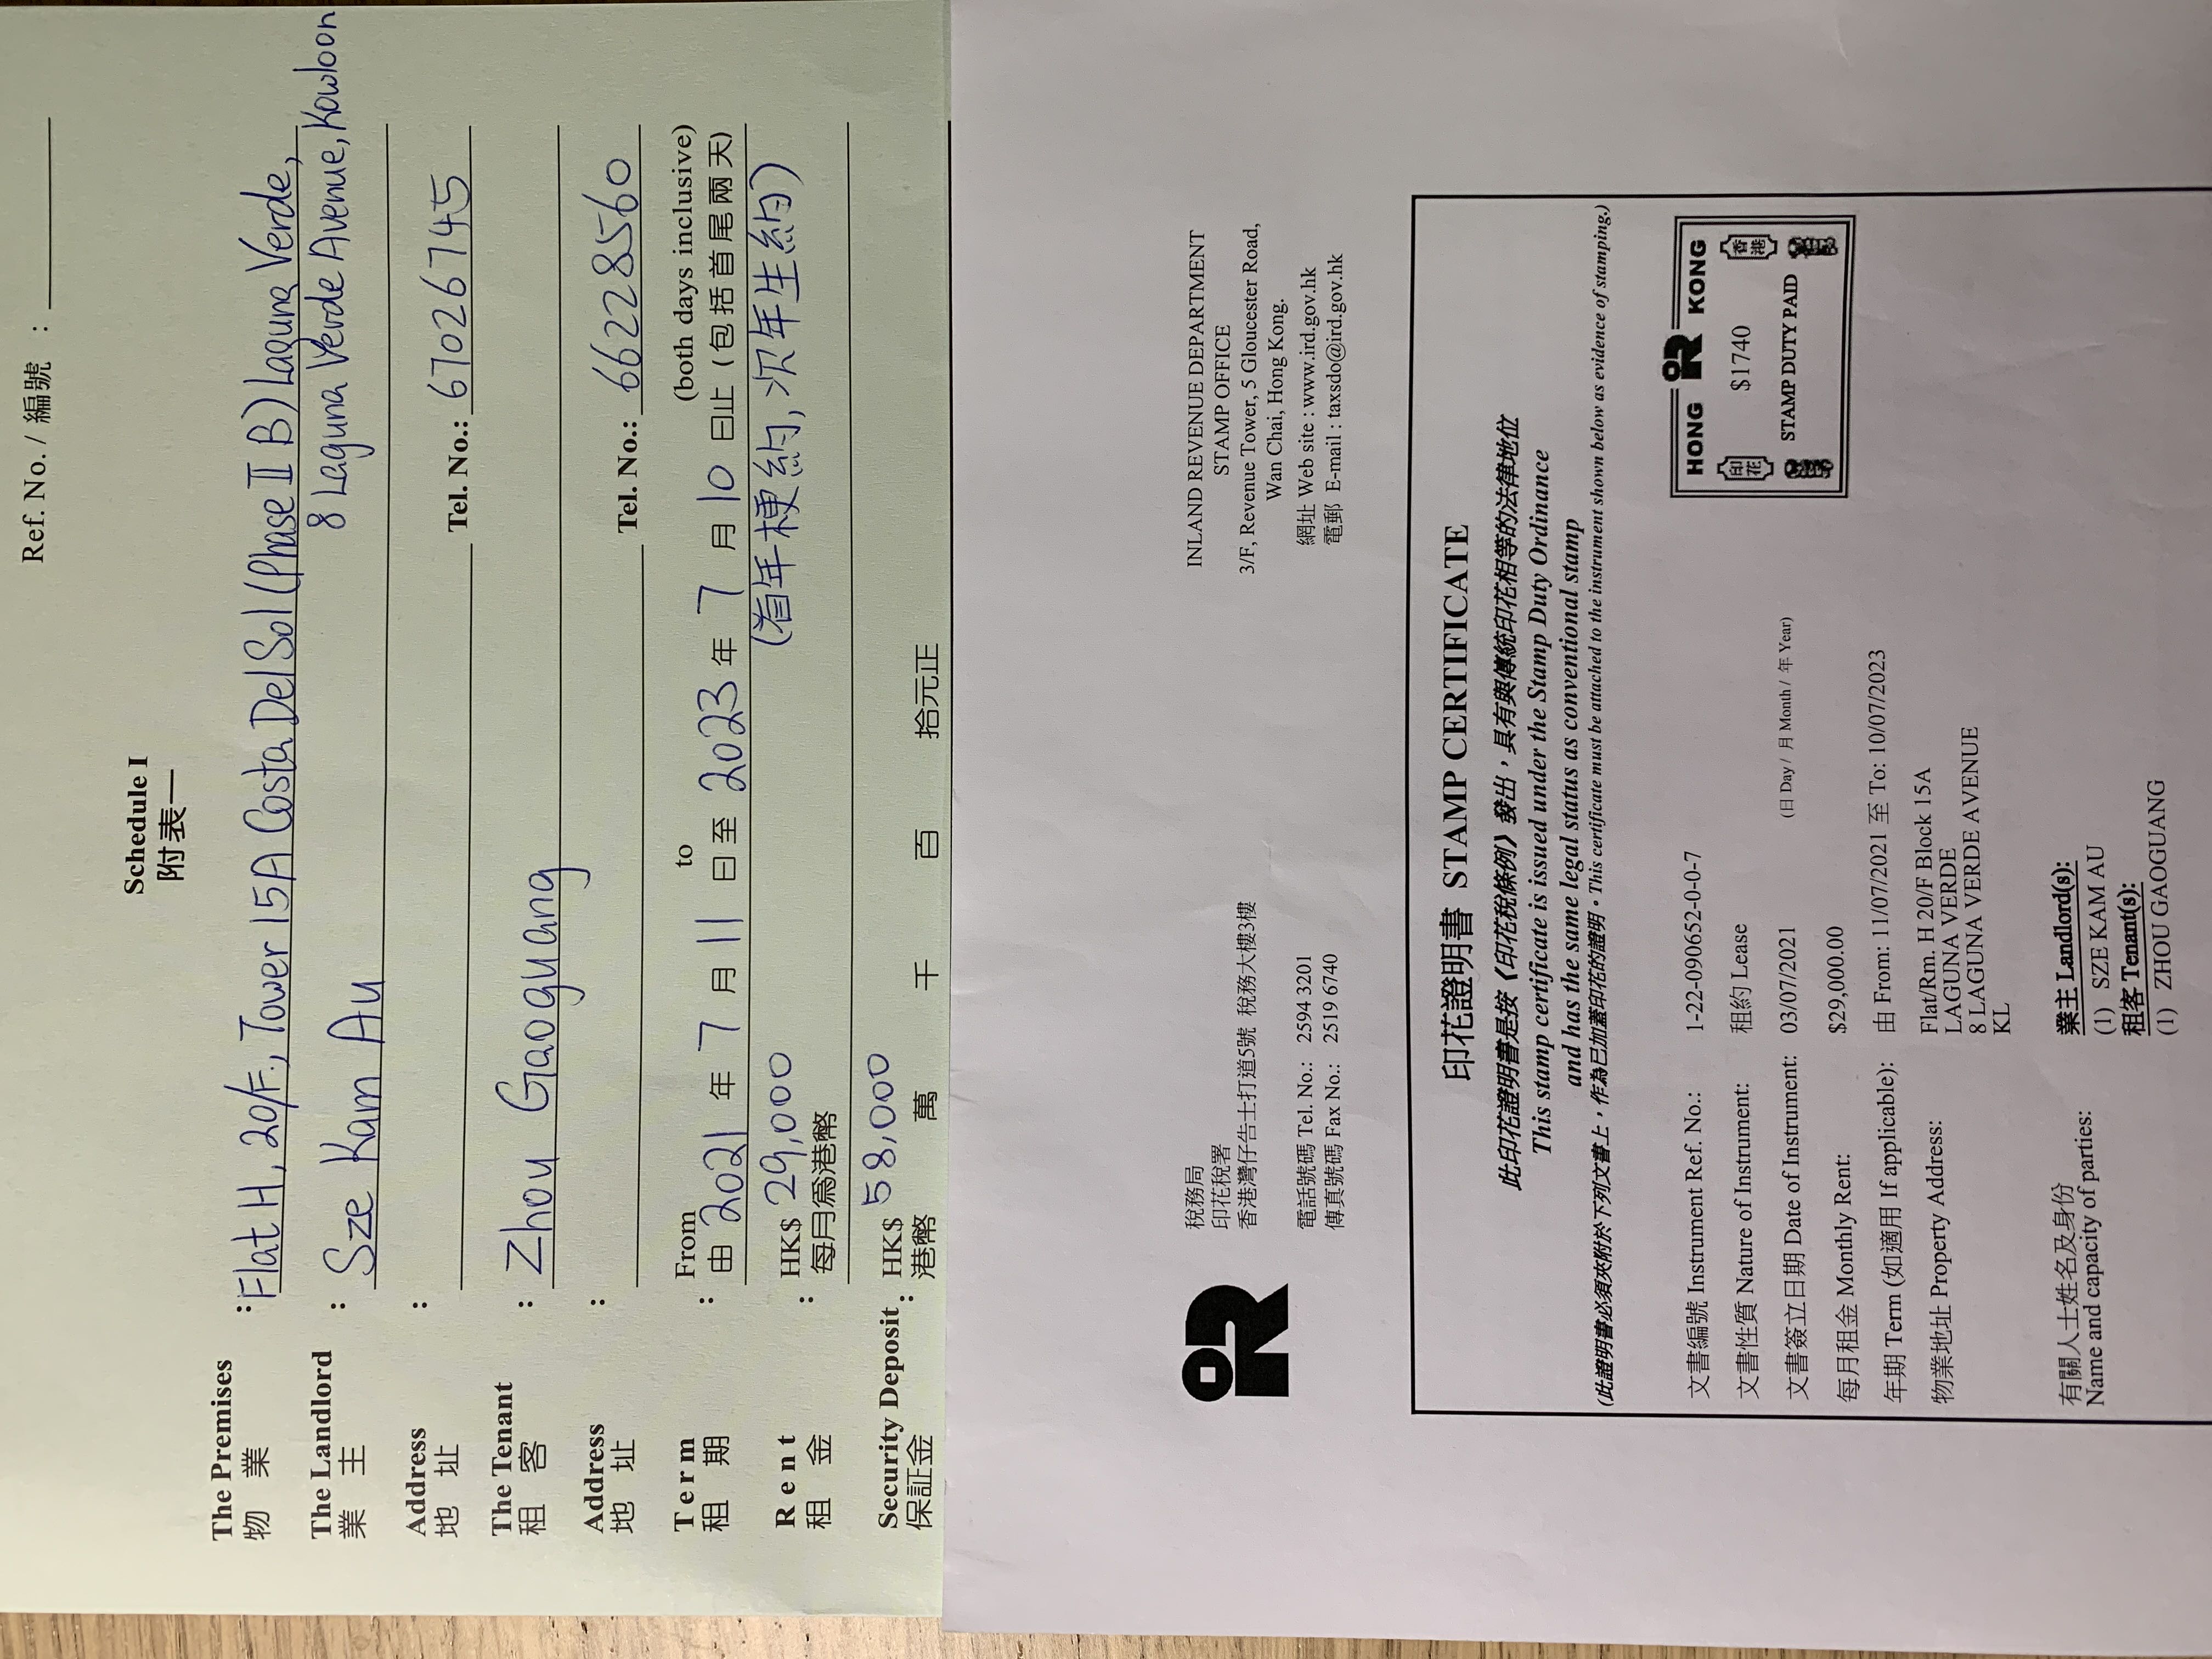 Ref. No. / 編號 :
Schedule I
附表一
The Premises : Flat H, 20/F., Tower 15A Costa Del Sol (Phase II B) Laguna Verde,
物 業 8 Laguna Verde Avenue, Kowloon
The Landlord : Sze Kam Au
業 主
Address : Tel. No.: 67026745
地 址
The Tenant : Zhou Gaoguang
租 客
Address : Tel. No.: 66228560
地 址
Term : From to (both days inclusive)
租 期 由 2021 年 7 月 11 日至 2023 年 7 月 10 日止 (包括首尾兩天)
(首年梗約, 次年生約)
Rent : HK$ 29,000
租 金 每月為港幣
Security Deposit : HK$ 58,000
保証金 港幣 萬 千 百 拾元正
稅務局
印花稅署
香港灣仔告士打道5號 稅務大樓3樓
電話號碼 Tel. No.: 2594 3201
傳真號碼 Fax No.: 2519 6740
INLAND REVENUE DEPARTMENT
STAMP OFFICE
3/F, Revenue Tower, 5 Gloucester Road,
Wan Chai, Hong Kong.
網址 Web site : www.ird.gov.hk
電郵 E-mail : taxsdo@ird.gov.hk
印花證明書 STAMP CERTIFICATE
此印花證明書是按《印花稅條例》發出，具有與傳統印花相等的法律地位
This stamp certificate is issued under the Stamp Duty Ordinance
and has the same legal status as conventional stamp
(此證明書必須夾附於下列文書上，作為已加蓋印花的證明。This certificate must be attached to the instrument shown below as evidence of stamping.)
HONG KONG
印花 $1740 香港
STAMP DUTY PAID
文書編號 Instrument Ref. No.: 1-22-090652-0-0-7
文書性質 Nature of Instrument: 租約 Lease
文書簽立日期 Date of Instrument: 03/07/2021 (日 Day / 月 Month / 年 Year)
每月租金 Monthly Rent: $29,000.00
年期 Term (如適用 If applicable): 由 From: 11/07/2021 至 To: 10/07/2023
物業地址 Property Address: Flat/Rm. H 20/F Block 15A
LAGUNA VERDE
8 LAGUNA VERDE AVENUE
KL
有關人士姓名及身份 業主 Landlord(s):
Name and capacity of parties: (1) SZE KAM AU
租客 Tenant(s):
(1) ZHOU GAOGUANG